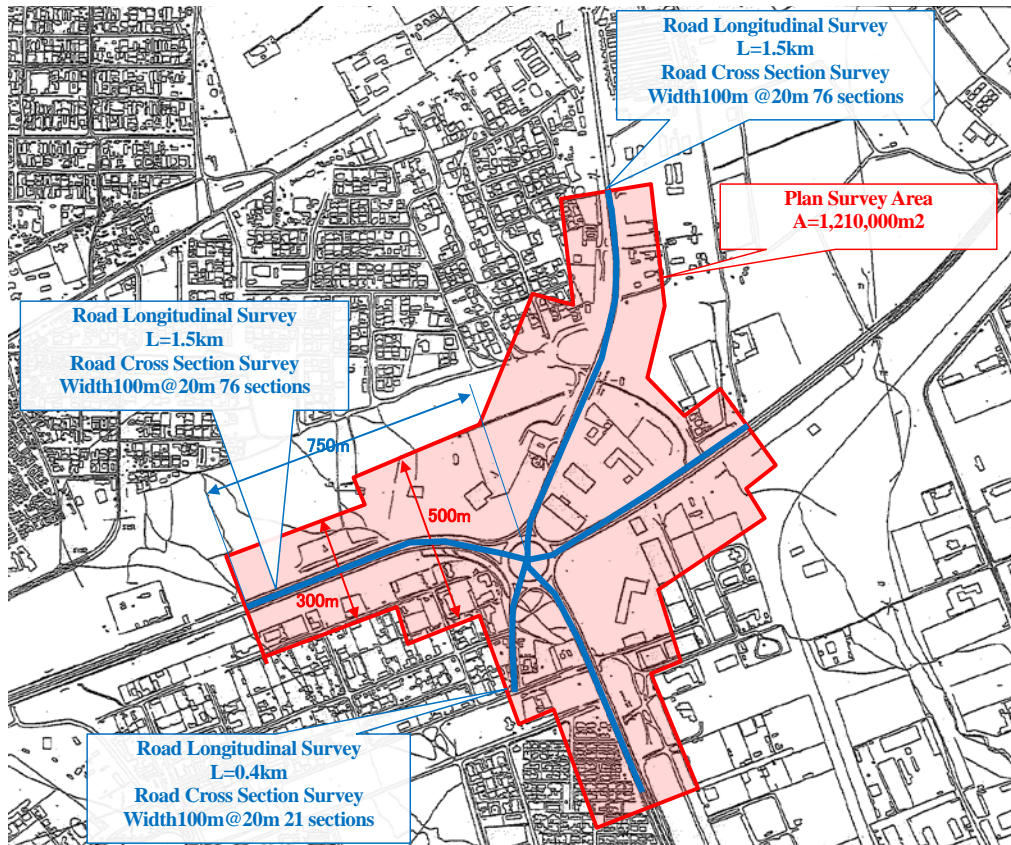 Road Longitudinal Survey
L=1.5km
Road Cross Section Survey
Width100m @20m 76 sections
Plan Survey Area
A=1,210,000m2
Road Longitudinal Survey
L=1.5km
Road Cross Section Survey
Width100m@20m 76 sections
750m
500m
300m
Road Longitudinal Survey
L=0.4km
Road Cross Section Survey
Width100m@20m 21 sections